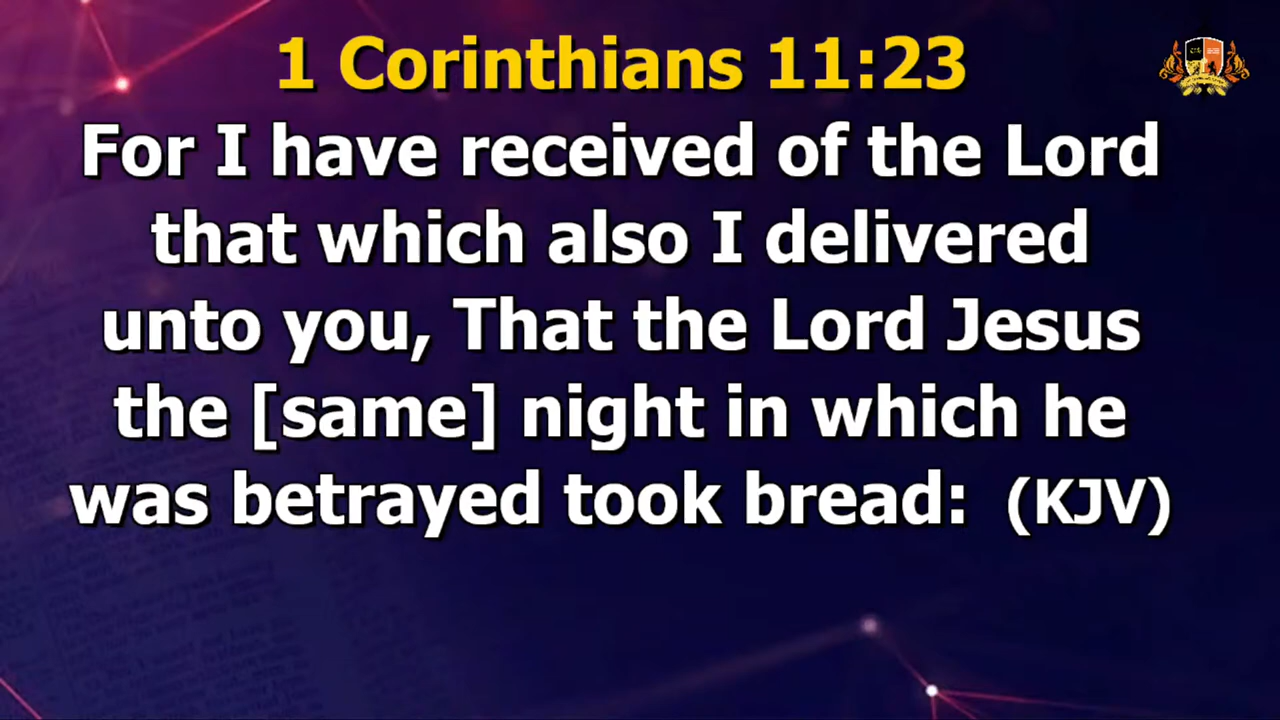 1 Corinthians 11:23
For I have received of the Lord
that which also I delivered
unto you, That the Lord Jesus
the [same] night in which he
was betrayed took bread: (KJV)